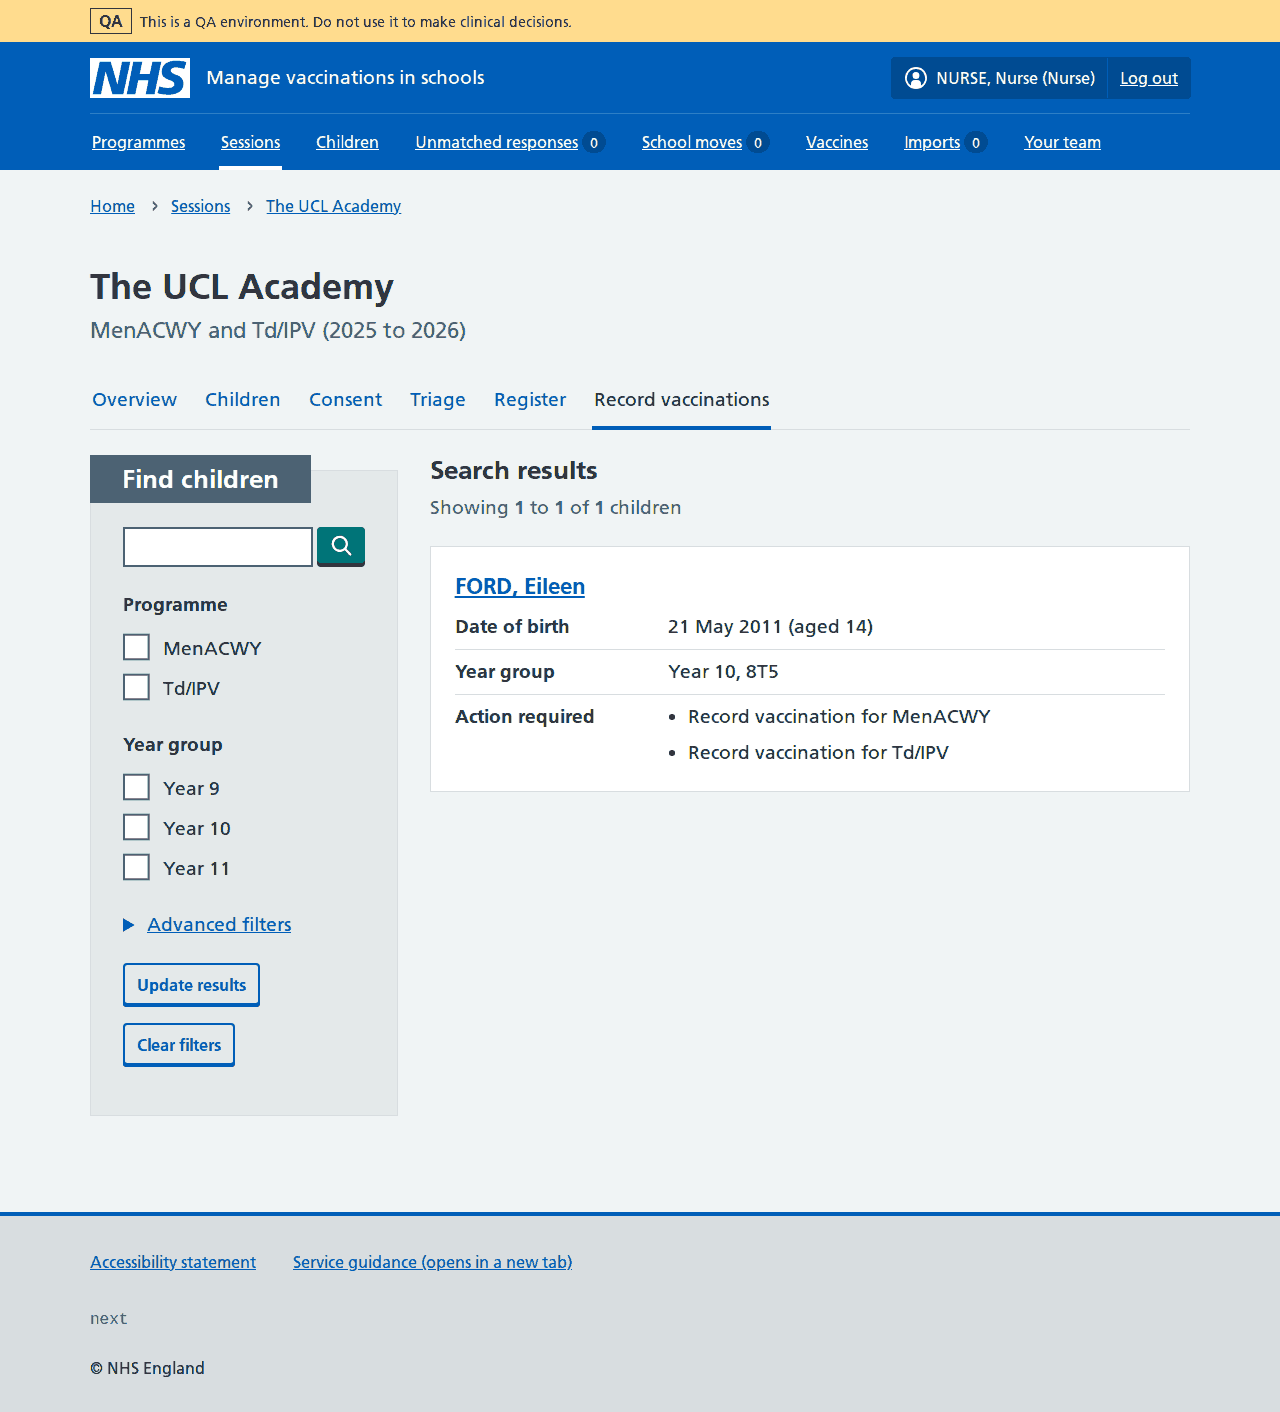 QA This is a QA environment. Do not use it to make clinical decisions.
NHS Manage vaccinations in schools
NURSE, Nurse (Nurse) Log out
Programmes Sessions Children Unmatched responses 0 School moves 0 Vaccines Imports 0 Your team
Home Sessions The UCL Academy
The UCL Academy
MenACWY and Td/IPV (2025 to 2026)
Overview Children Consent Triage Register Record vaccinations
Find children
Programme
MenACWY
Td/IPV
Year group
Year 9
Year 10
Year 11
Advanced filters
Update results
Clear filters
Search results
Showing 1 to 1 of 1 children
FORD, Eileen
Date of birth 21 May 2011 (aged 14)
Year group Year 10, 8T5
Action required • Record vaccination for MenACWY
• Record vaccination for Td/IPV
Accessibility statement Service guidance (opens in a new tab)
next
© NHS England